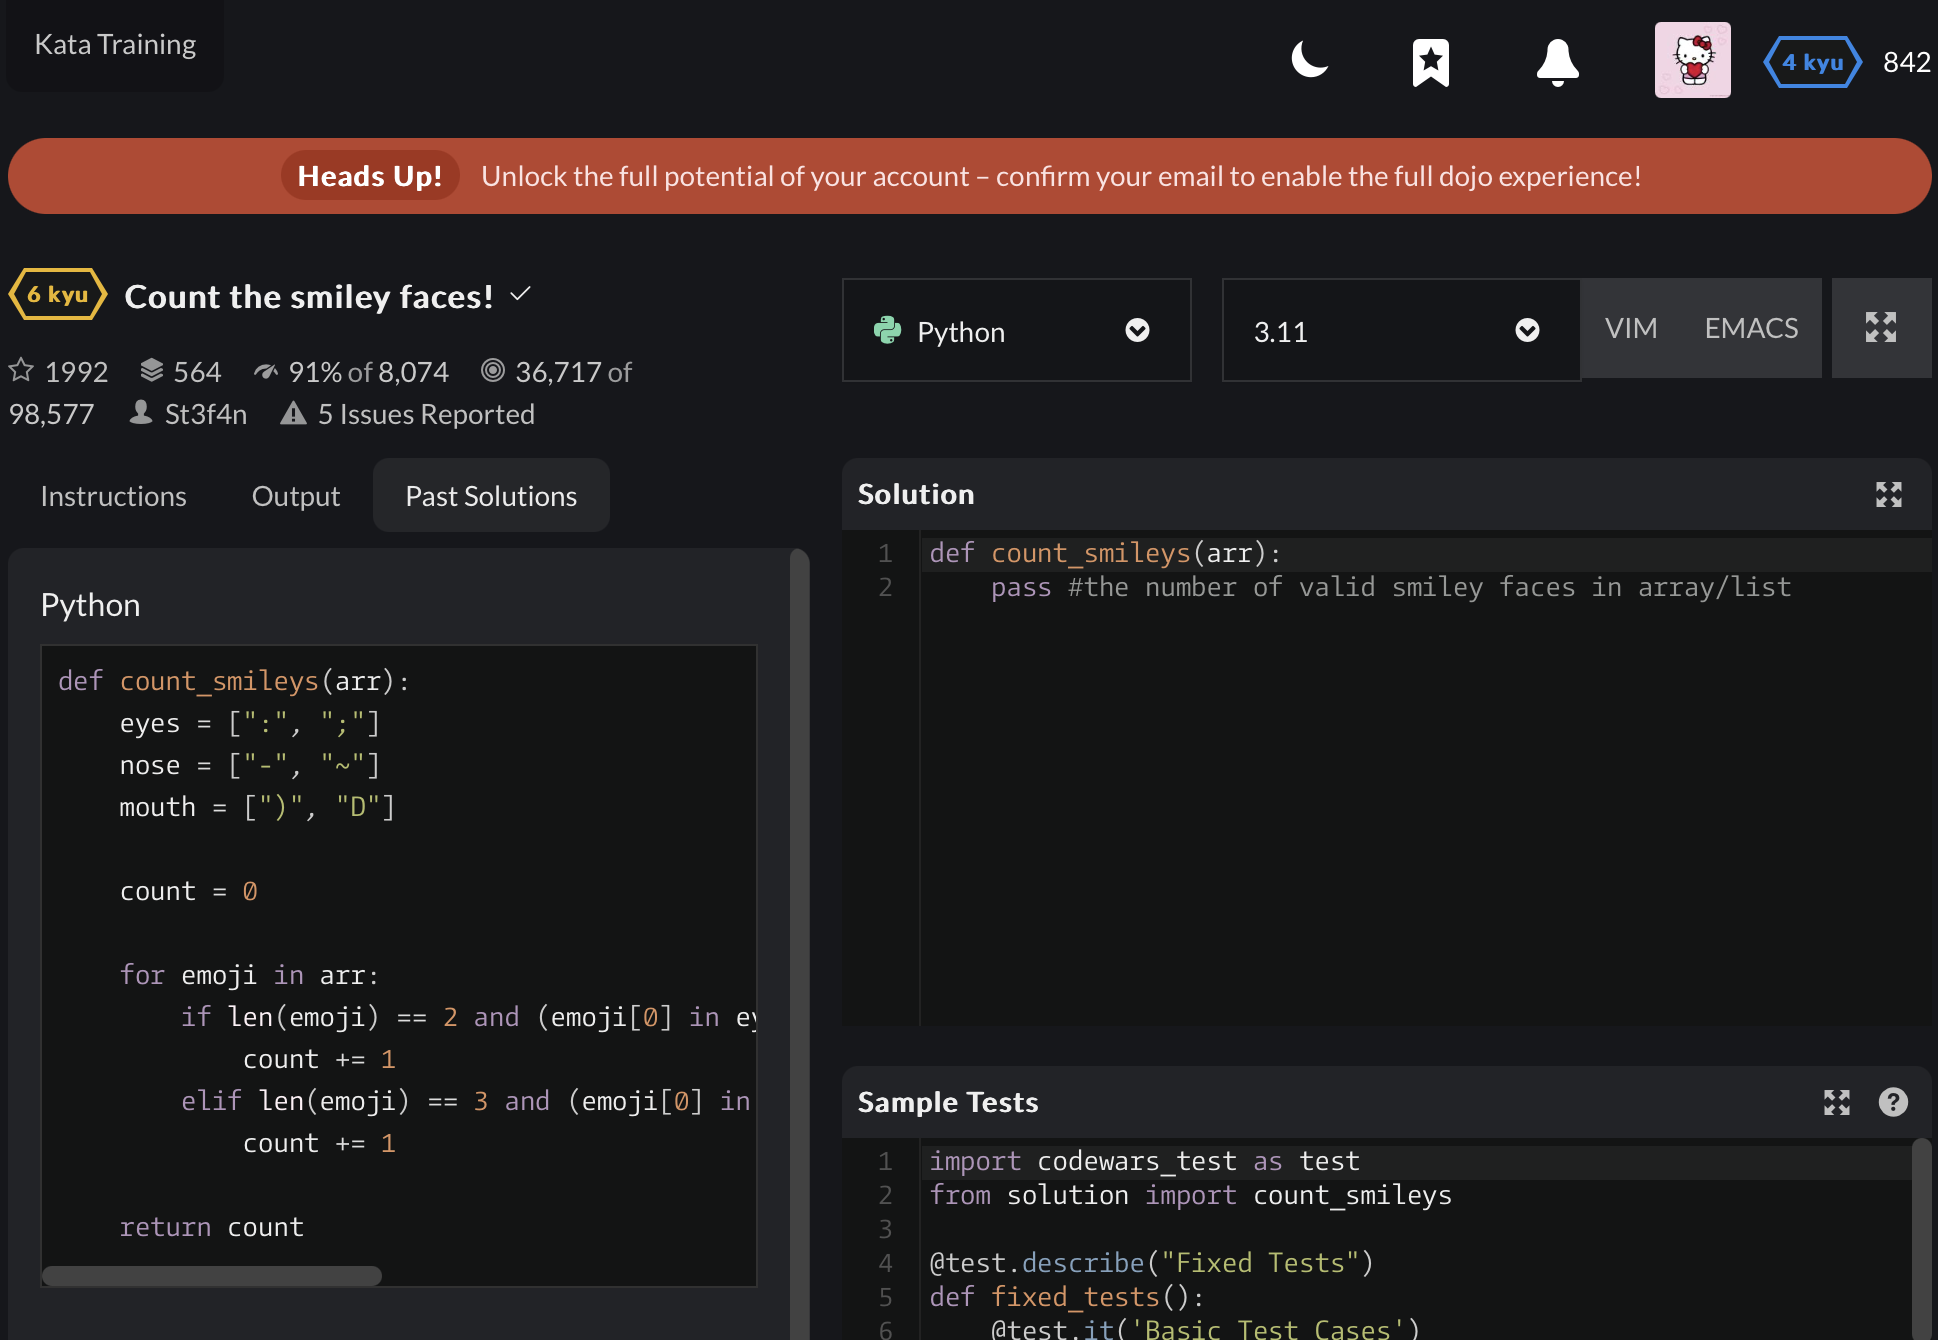 Kata Training
4 kyu 842
Heads Up! Unlock the full potential of your account – confirm your email to enable the full dojo experience!
6 kyu Count the smiley faces!
1992 564 91% of 8,074 36,717 of
98,577 St3f4n 5 Issues Reported
Python 3.11 VIM EMACS
Instructions Output Past Solutions
Python
def count_smileys(arr):
    eyes = [":", ";"]
    nose = ["-", "~"]
    mouth = [")", "D"]
    count = 0
    for emoji in arr:
        if len(emoji) == 2 and (emoji[0] in ey
            count += 1
        elif len(emoji) == 3 and (emoji[0] in
            count += 1
    return count
Solution
1 def count_smileys(arr):
2     pass #the number of valid smiley faces in array/list
Sample Tests
?
1 import codewars_test as test
2 from solution import count_smileys
3
4 @test.describe("Fixed Tests")
5 def fixed_tests():
6     @test.it('Basic Test Cases')